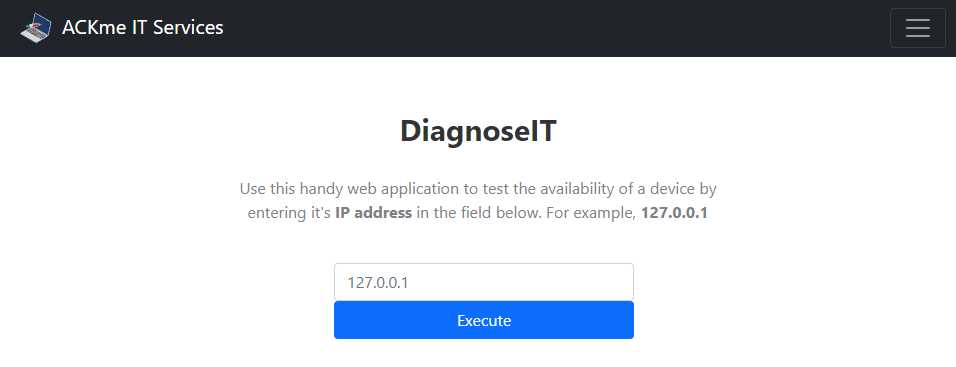 ACKme IT Services
DiagnoseIT
Use this handy web application to test the availability of a device by
entering it's IP address in the field below. For example, 127.0.0.1
127.0.0.1
Execute